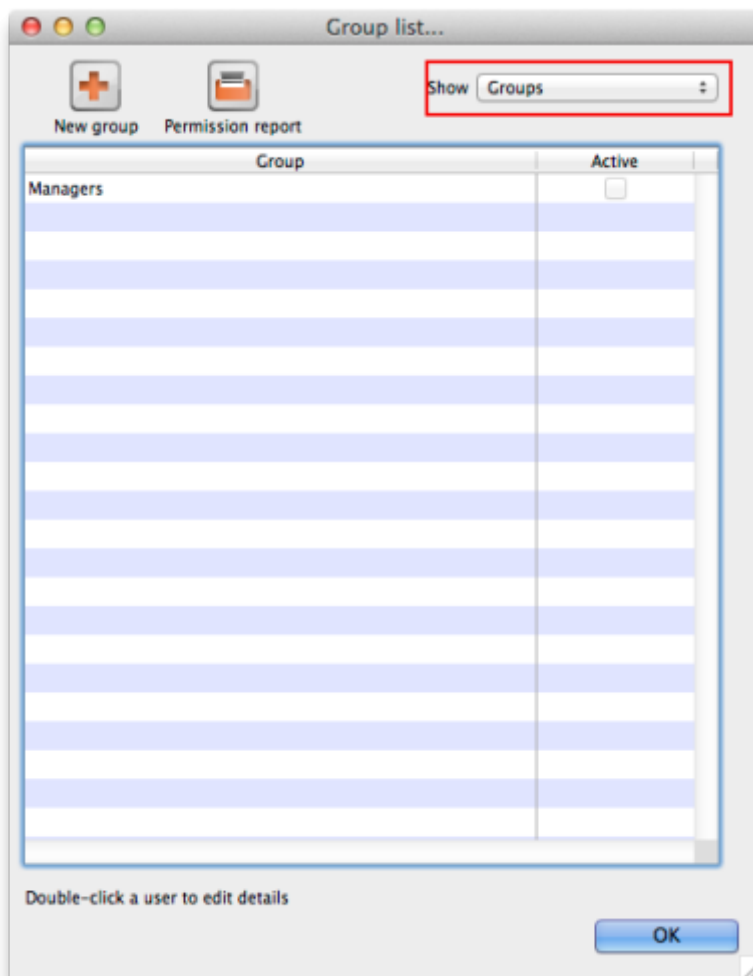 Group list...
Show Groups
New group Permission report
Group Active
Managers
Double-click a user to edit details
OK